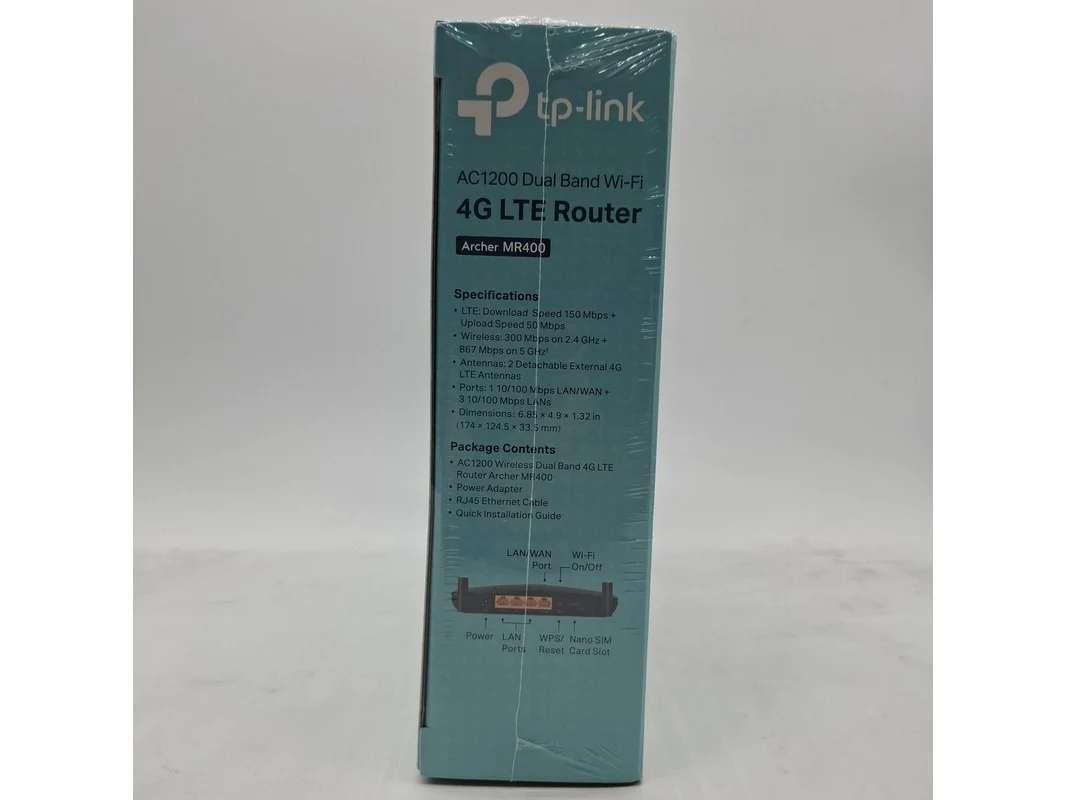 tp-link
AC1200 Dual Band Wi-Fi
4G LTE Router
Archer MR400
Specifications
• LTE: Download Speed 150 Mbps +
Upload Speed 50 Mbps
• Wireless: 300 Mbps on 2.4 GHz +
867 Mbps on 5 GHz†
• Antennas: 2 Detachable External 4G
LTE Antennas
• Ports: 1 10/100 Mbps LAN/WAN +
3 10/100 Mbps LANs
• Dimensions: 6.85 × 4.9 × 1.32 in
(174 × 124.5 × 33.5 mm)
Package Contents
• AC1200 Wireless Dual Band 4G LTE
Router Archer MR400
• Power Adapter
• RJ45 Ethernet Cable
• Quick Installation Guide
LAN/WAN Wi-Fi
Port On/Off
Power LAN WPS/ Nano SIM
Ports Reset Card Slot